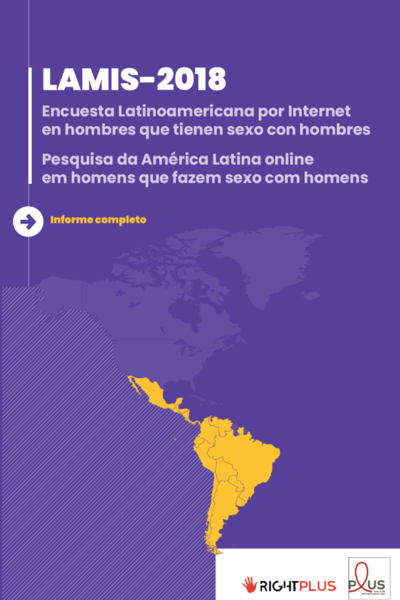 LAMIS-2018
Encuesta Latinoamericana por Internet
en hombres que tienen sexo con hombres
Pesquisa da América Latina online
em homens que fazem sexo com homens
Informe completo
RIGHTPLUS
PLUS